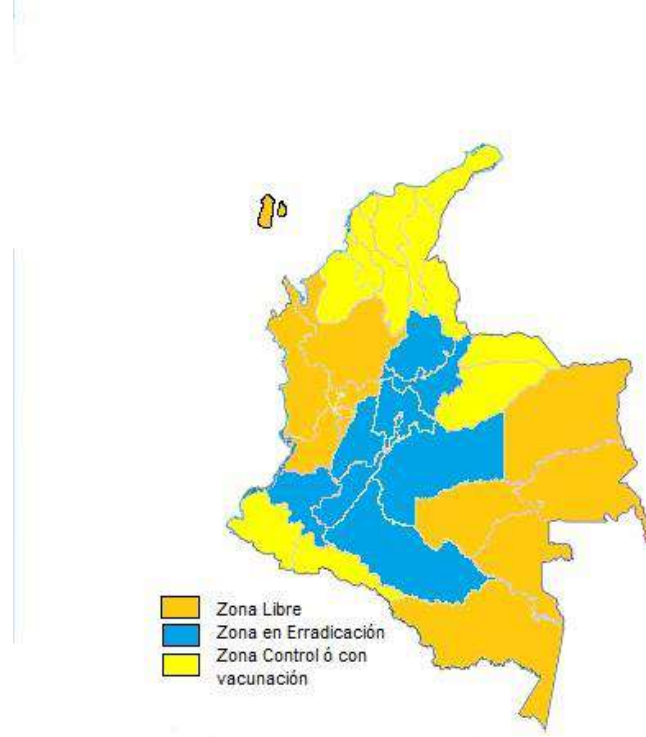 Zona Libre
Zona en Erradicación
Zona Control ó con
vacunación